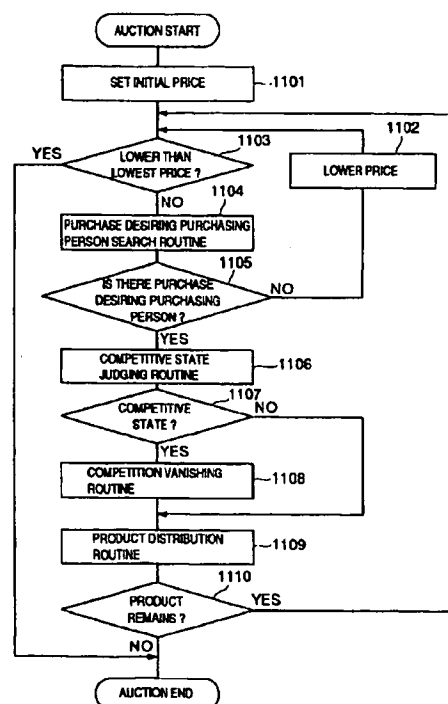 AUCTION START
SET INITIAL PRICE
1101
1102
1103
YES
LOWER THAN
LOWEST PRICE ?
LOWER PRICE
NO
1104
PURCHASE DESIRING PURCHASING
PERSON SEARCH ROUTINE
1105
IS THERE PURCHASE
DESIRING PURCHASING
PERSON ?
NO
YES
COMPETITIVE STATE
JUDGING ROUTINE
1106
1107
COMPETITIVE
STATE ?
NO
YES
COMPETITION VANISHING
ROUTINE
1108
PRODUCT DISTRIBUTION
ROUTINE
1109
1110
PRODUCT
REMAINS ?
YES
NO
AUCTION END